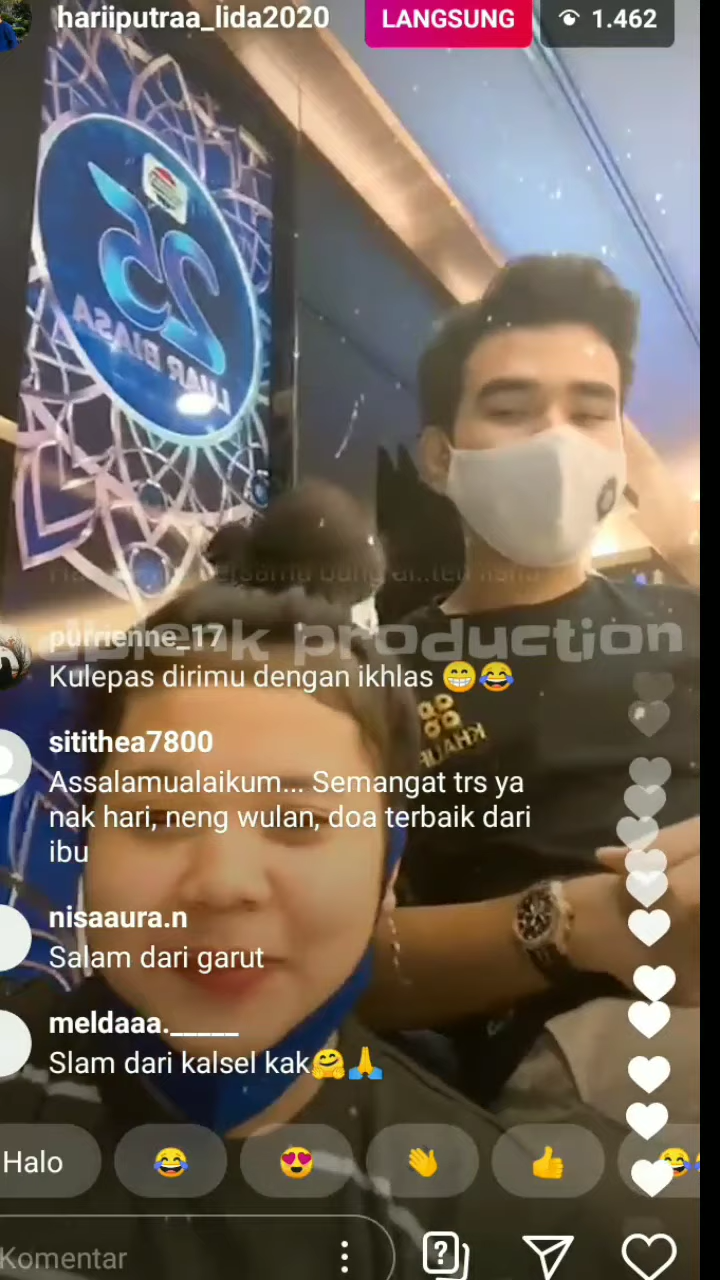 hariiputraa_lida2020
LANGSUNG
1.462
25
LUAR BIASA
production
purrienne_17
Kulepas dirimu dengan ikhlas 😁😂
sitithea7800
Assalamualaikum... Semangat trs ya
nak hari, neng wulan, doa terbaik dari
ibu
nisaaura.n
Salam dari garut
meldaaa._____
Slam dari kalsel kak🤗🙏
Halo
Komentar